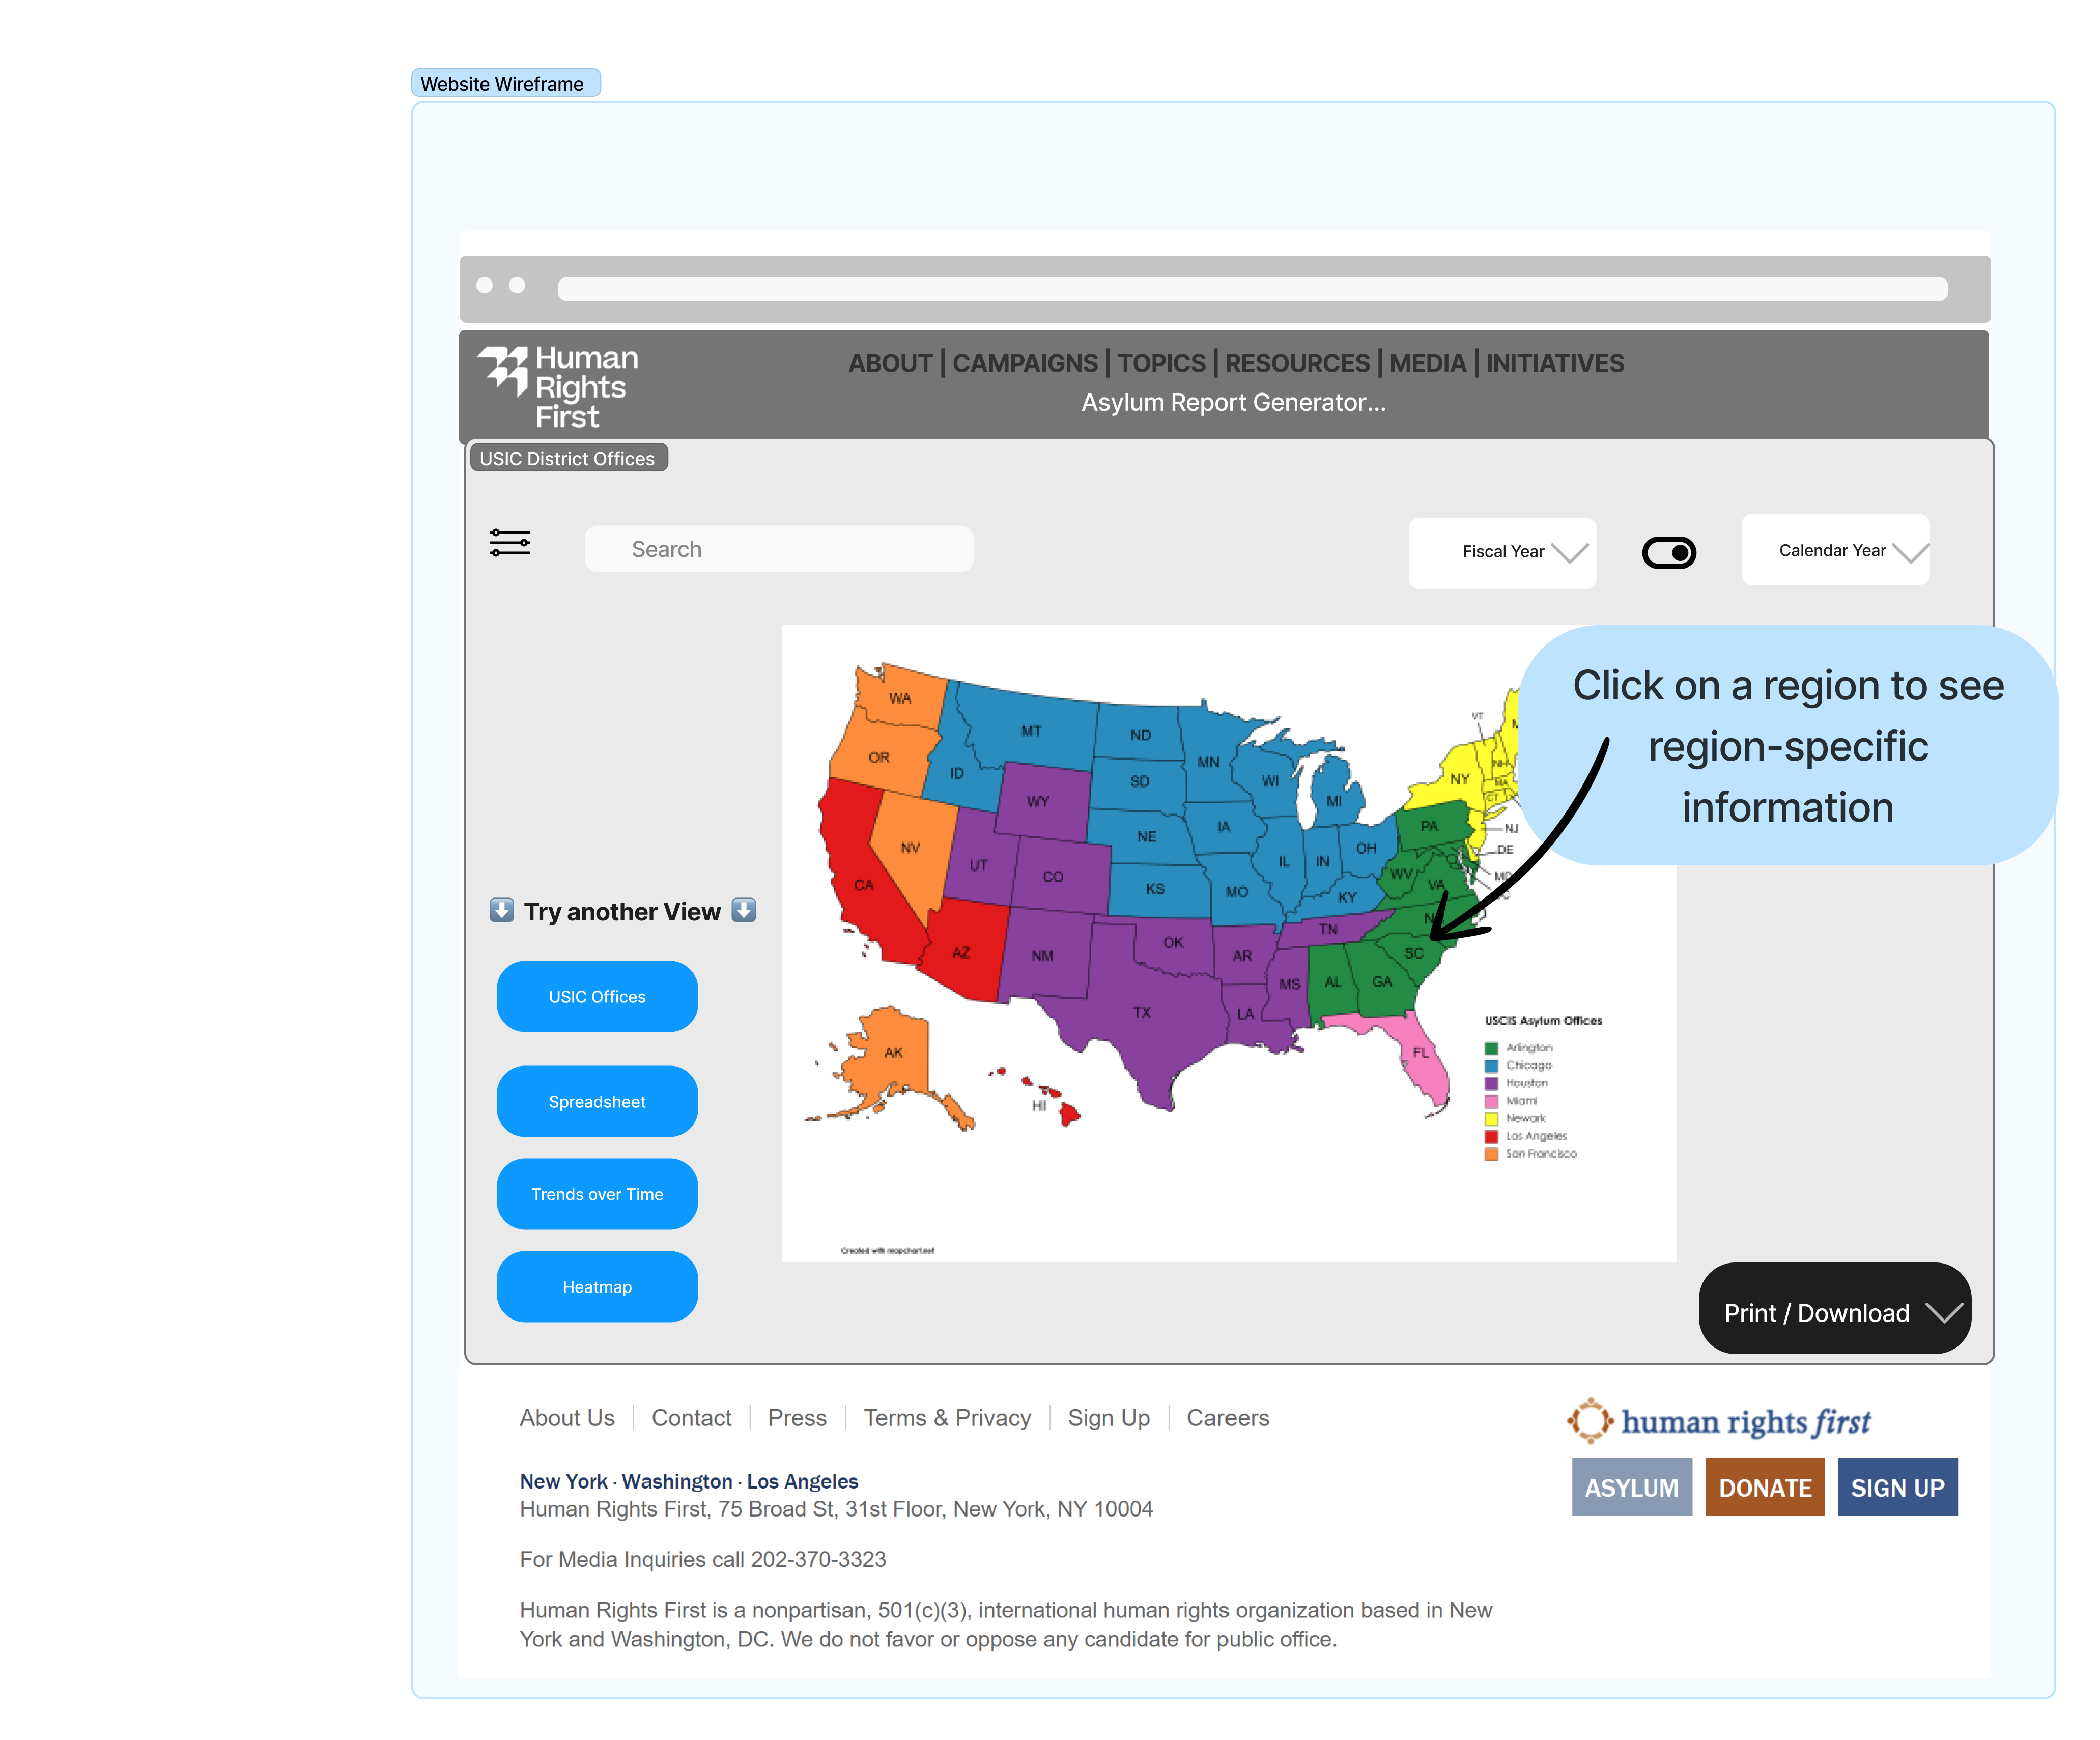 Website Wireframe
Human
Rights
First
ABOUT | CAMPAIGNS | TOPICS | RESOURCES | MEDIA | INITIATIVES
Asylum Report Generator...
USIC District Offices
Search
Fiscal Year
Calendar Year
Click on a region to see
region-specific
information
WA
OR
CA
NV
ID
MT
WY
UT
CO
AZ
NM
ND
SD
NE
KS
OK
TX
MN
IA
MO
AR
LA
WI
IL
IN
MI
OH
KY
TN
MS
AL
GA
SC
FL
WV
VA
PA
NY
VT
NH
MA
CT
NJ
DE
MD
AK
HI
USCIS Asylum Offices
Arlington
Chicago
Houston
Miami
Newark
Los Angeles
San Francisco
Created with mapchart.net
Try another View
USIC Offices
Spreadsheet
Trends over Time
Heatmap
Print / Download
About Us | Contact | Press | Terms & Privacy | Sign Up | Careers
human rights first
ASYLUM DONATE SIGN UP
New York · Washington · Los Angeles
Human Rights First, 75 Broad St, 31st Floor, New York, NY 10004
For Media Inquiries call 202-370-3323
Human Rights First is a nonpartisan, 501(c)(3), international human rights organization based in New
York and Washington, DC. We do not favor or oppose any candidate for public office.